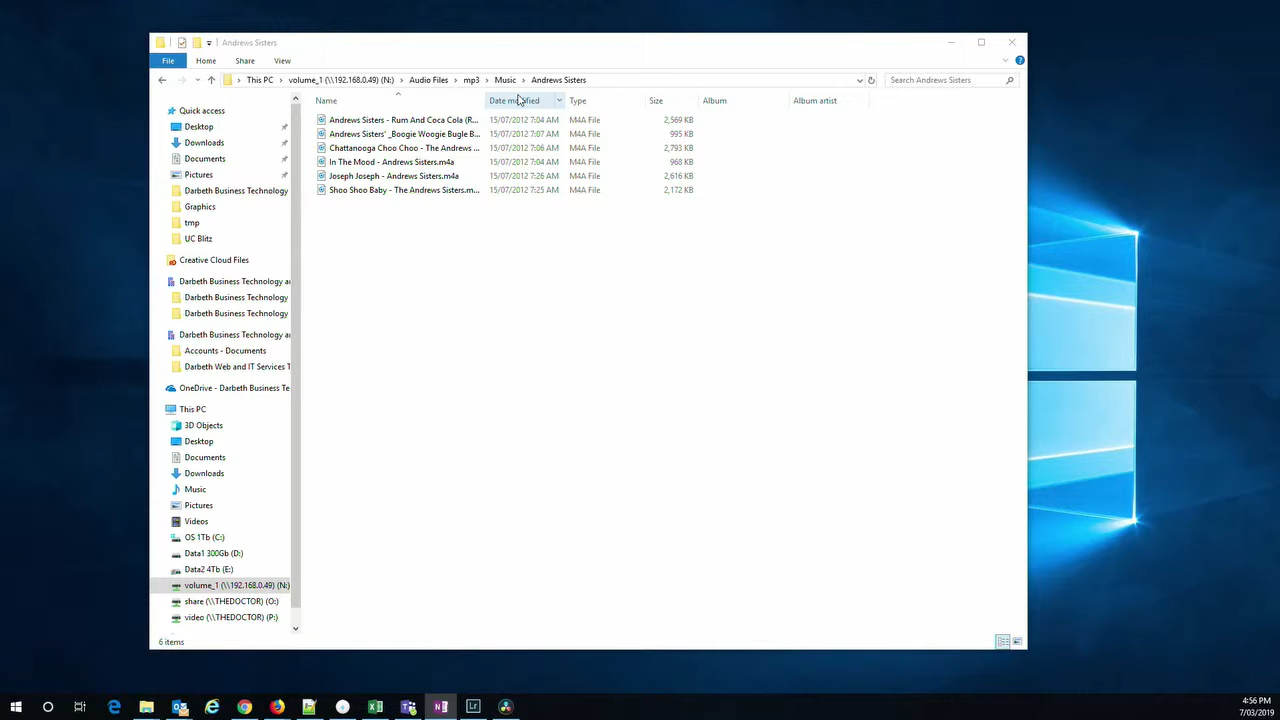 Andrews Sisters
File Home Share View
This PC volume_1 (\\192.168.0.49) (N:) Audio Files mp3 Music Andrews Sisters Search Andrews Sisters
Name Date modified Type Size Album Album artist
Andrews Sisters - Rum And Coca Cola (R... 15/07/2012 7:04 AM M4A File 2,569 KB
Andrews Sisters' _Boogie Woogie Bugle B... 15/07/2012 7:07 AM M4A File 995 KB
Chattanooga Choo Choo - The Andrews ... 15/07/2012 7:06 AM M4A File 2,793 KB
In The Mood - Andrews Sisters.m4a 15/07/2012 7:04 AM M4A File 968 KB
Joseph Joseph - Andrews Sisters.m4a 15/07/2012 7:26 AM M4A File 2,616 KB
Shoo Shoo Baby - The Andrews Sisters.m... 15/07/2012 7:25 AM M4A File 2,172 KB
Quick access
Desktop
Downloads
Documents
Pictures
Darbeth Business Technology
Graphics
tmp
UC Blitz
Creative Cloud Files
Darbeth Business Technology a
Darbeth Business Technology
Darbeth Business Technology
Darbeth Business Technology a
Accounts - Documents
Darbeth Web and IT Services T
OneDrive - Darbeth Business Te
This PC
3D Objects
Desktop
Documents
Downloads
Music
Pictures
Videos
OS 1Tb (C:)
Data1 300Gb (D:)
Data2 4Tb (E:)
volume_1 (\\192.168.0.49) (N:)
share (\\THEDOCTOR) (O:)
video (\\THEDOCTOR) (P:)
6 items
4:56 PM
7/03/2019